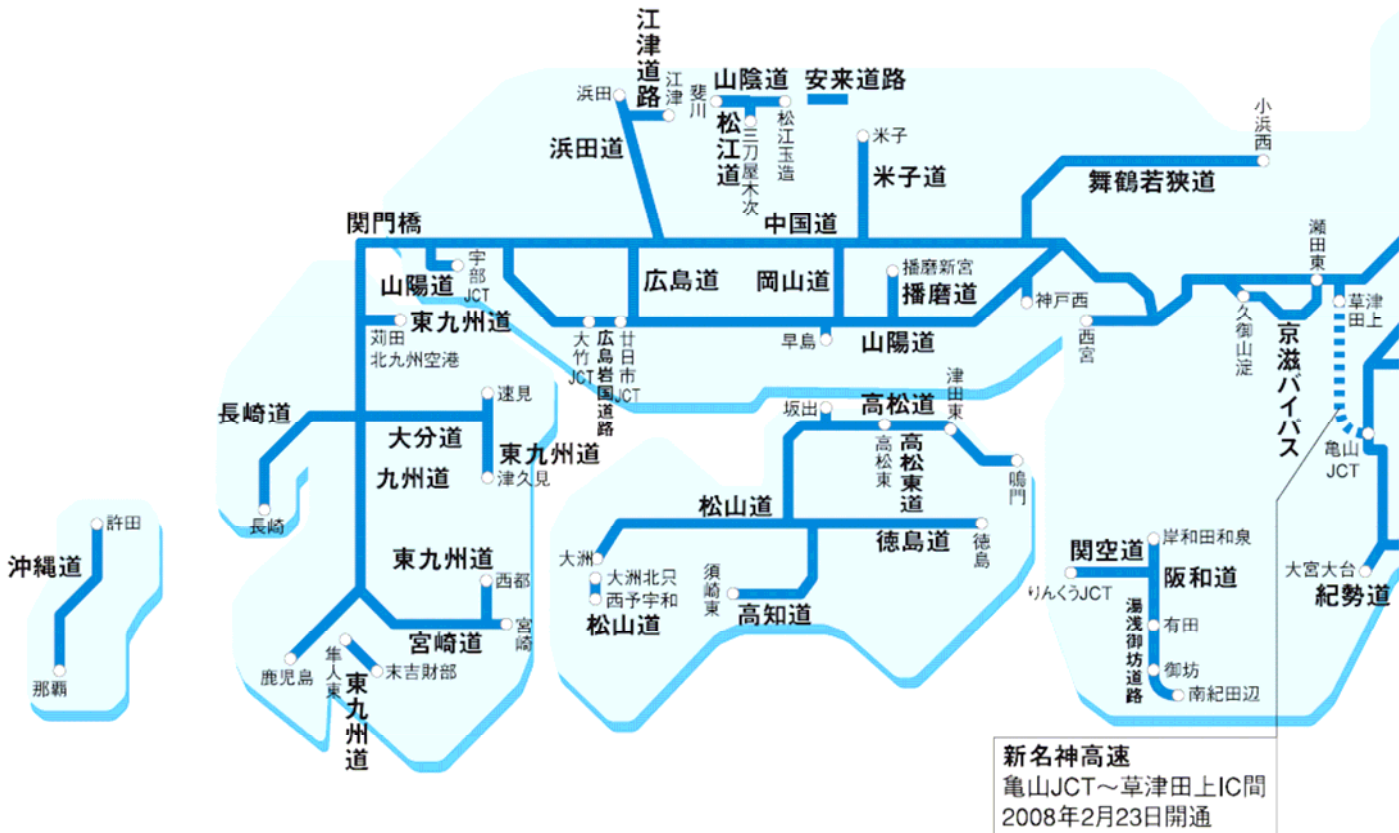 江津道路
江津
浜田
浜田道
斐川
山陰道
安来道路
松江道
三刀屋木次
松江玉造
米子
米子道
小浜西
舞鶴若狭道
関門橋
中国道
瀬田東
宇部JCT
山陽道
広島道
岡山道
播磨新宮
播磨道
神戸西
西宮
久御山淀
京滋バイパス
草津田上
東九州道
苅田
北九州空港
大竹JCT
広島岩国道路
廿日市JCT
早島
山陽道
速見
長崎道
大分道
東九州道
九州道
津久見
長崎
坂出
高松道
津田東
高松東
高松東道
鳴門
亀山
JCT
許田
沖縄道
那覇
松山道
徳島道
徳島
大洲
大洲北只
西予宇和
松山道
須崎東
高知道
東九州道
西都
宮崎道
宮崎
鹿児島
隼人東
東九州道
末吉財部
関空道
りんくうJCT
岸和田和泉
阪和道
湯浅御坊道路
有田
御坊
南紀田辺
大宮大台
紀勢道
新名神高速
亀山JCT～草津田上IC間
2008年2月23日開通